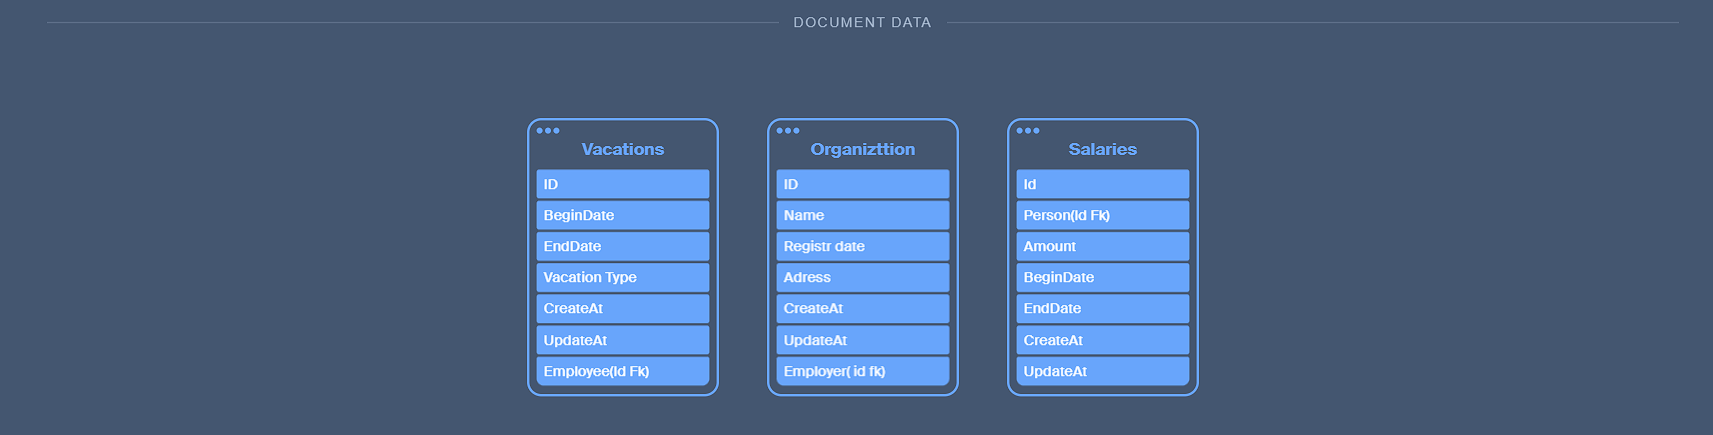 DOCUMENT DATA
Vacations
ID
BeginDate
EndDate
Vacation Type
CreateAt
UpdateAt
Employee(Id Fk)
Organizttion
ID
Name
Registr date
Adress
CreateAt
UpdateAt
Employer( id fk)
Salaries
Id
Person(Id Fk)
Amount
BeginDate
EndDate
CreateAt
UpdateAt